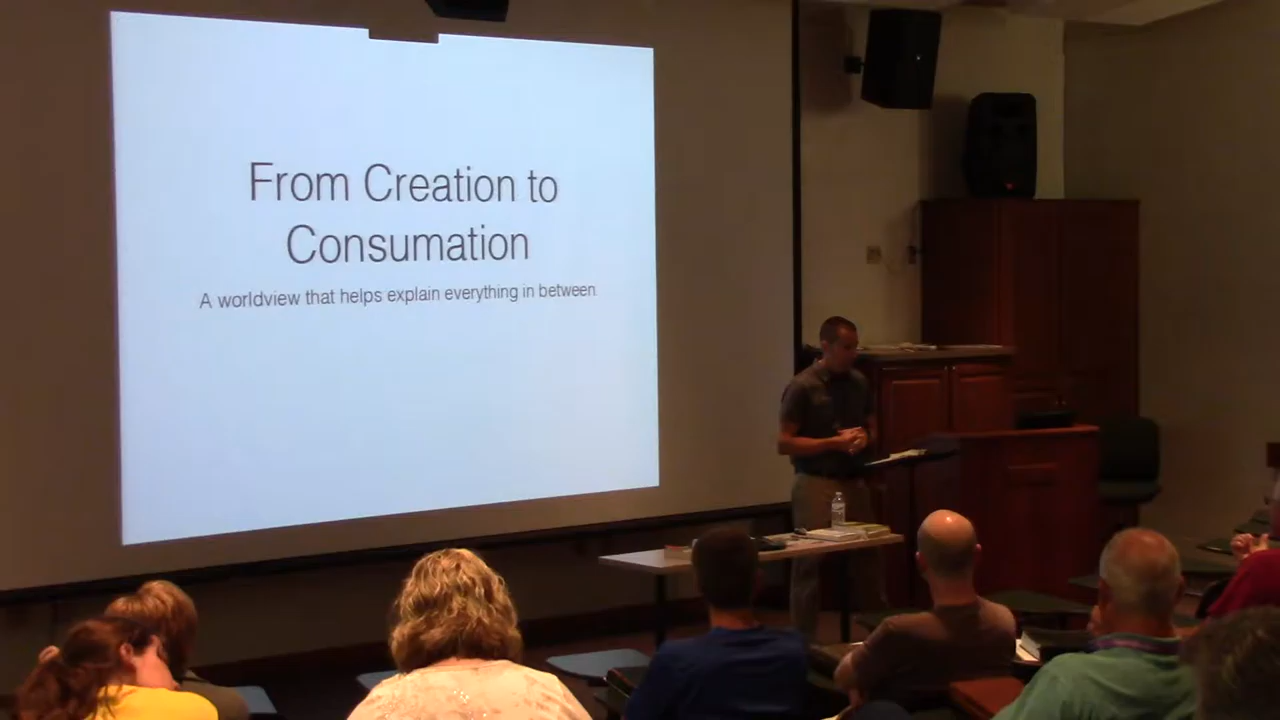 From Creation to
Consumation
A worldview that helps explain everything in between.